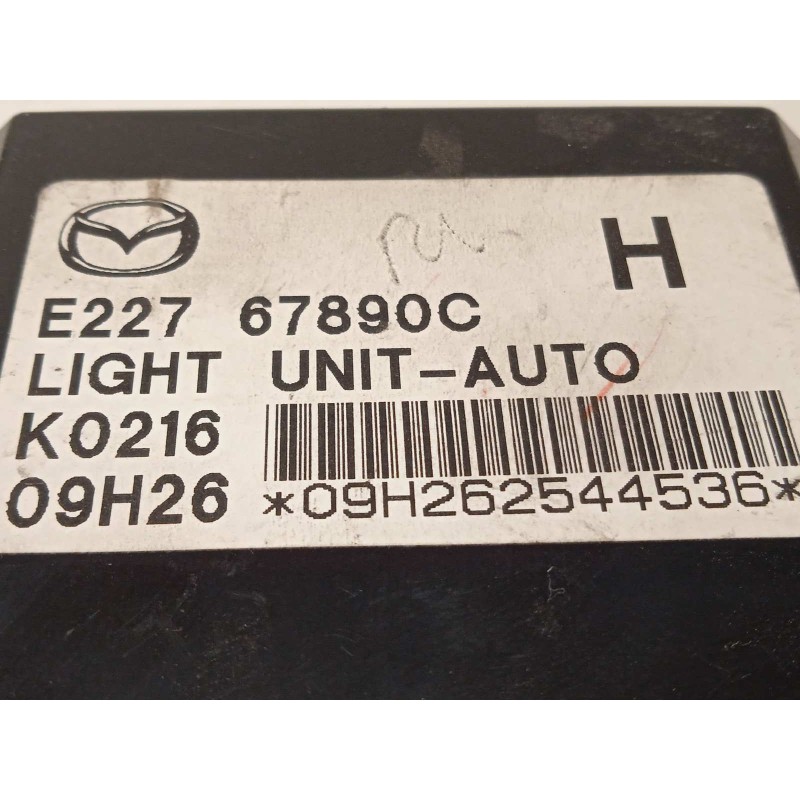 H
E227 67890C
LIGHT UNIT-AUTO
K0216
09H26 *09H262544536*